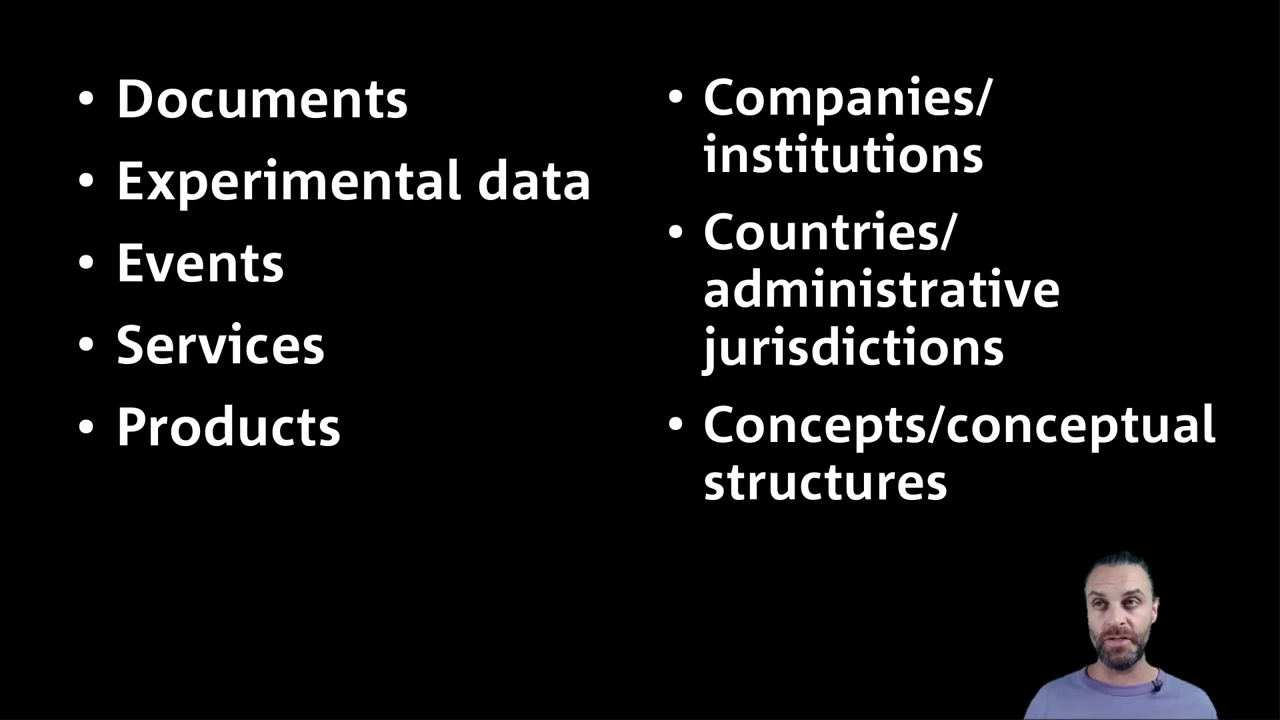 • Documents
• Experimental data
• Events
• Services
• Products
• Companies/
institutions
• Countries/
administrative
jurisdictions
• Concepts/conceptual
structures